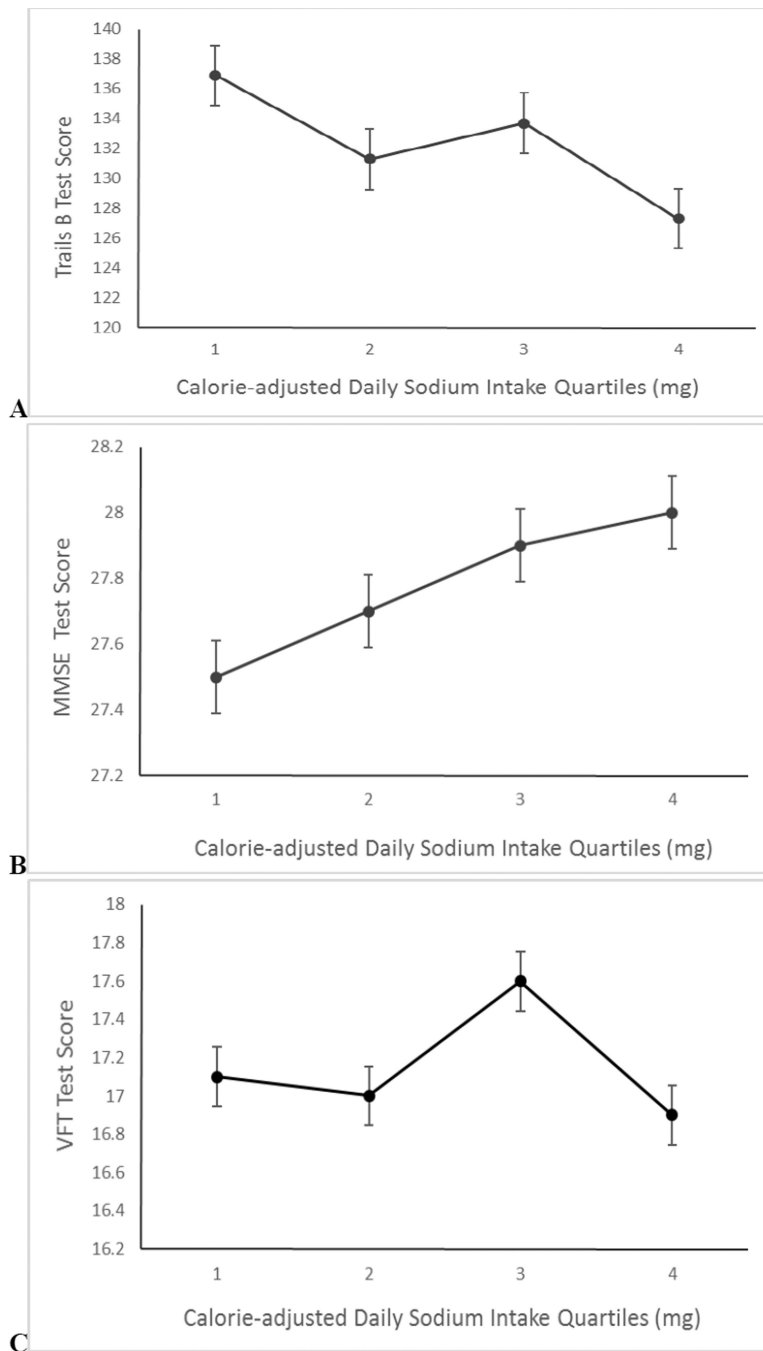 140
138
136
134
132
130
128
126
124
122
120
Trails B Test Score
1 2 3 4
Calorie-adjusted Daily Sodium Intake Quartiles (mg)
A
28.2
28
27.8
27.6
27.4
27.2
MMSE Test Score
1 2 3 4
Calorie-adjusted Daily Sodium Intake Quartiles (mg)
B
18
17.8
17.6
17.4
17.2
17
16.8
16.6
16.4
16.2
VFT Test Score
1 2 3 4
Calorie-adjusted Daily Sodium Intake Quartiles (mg)
C